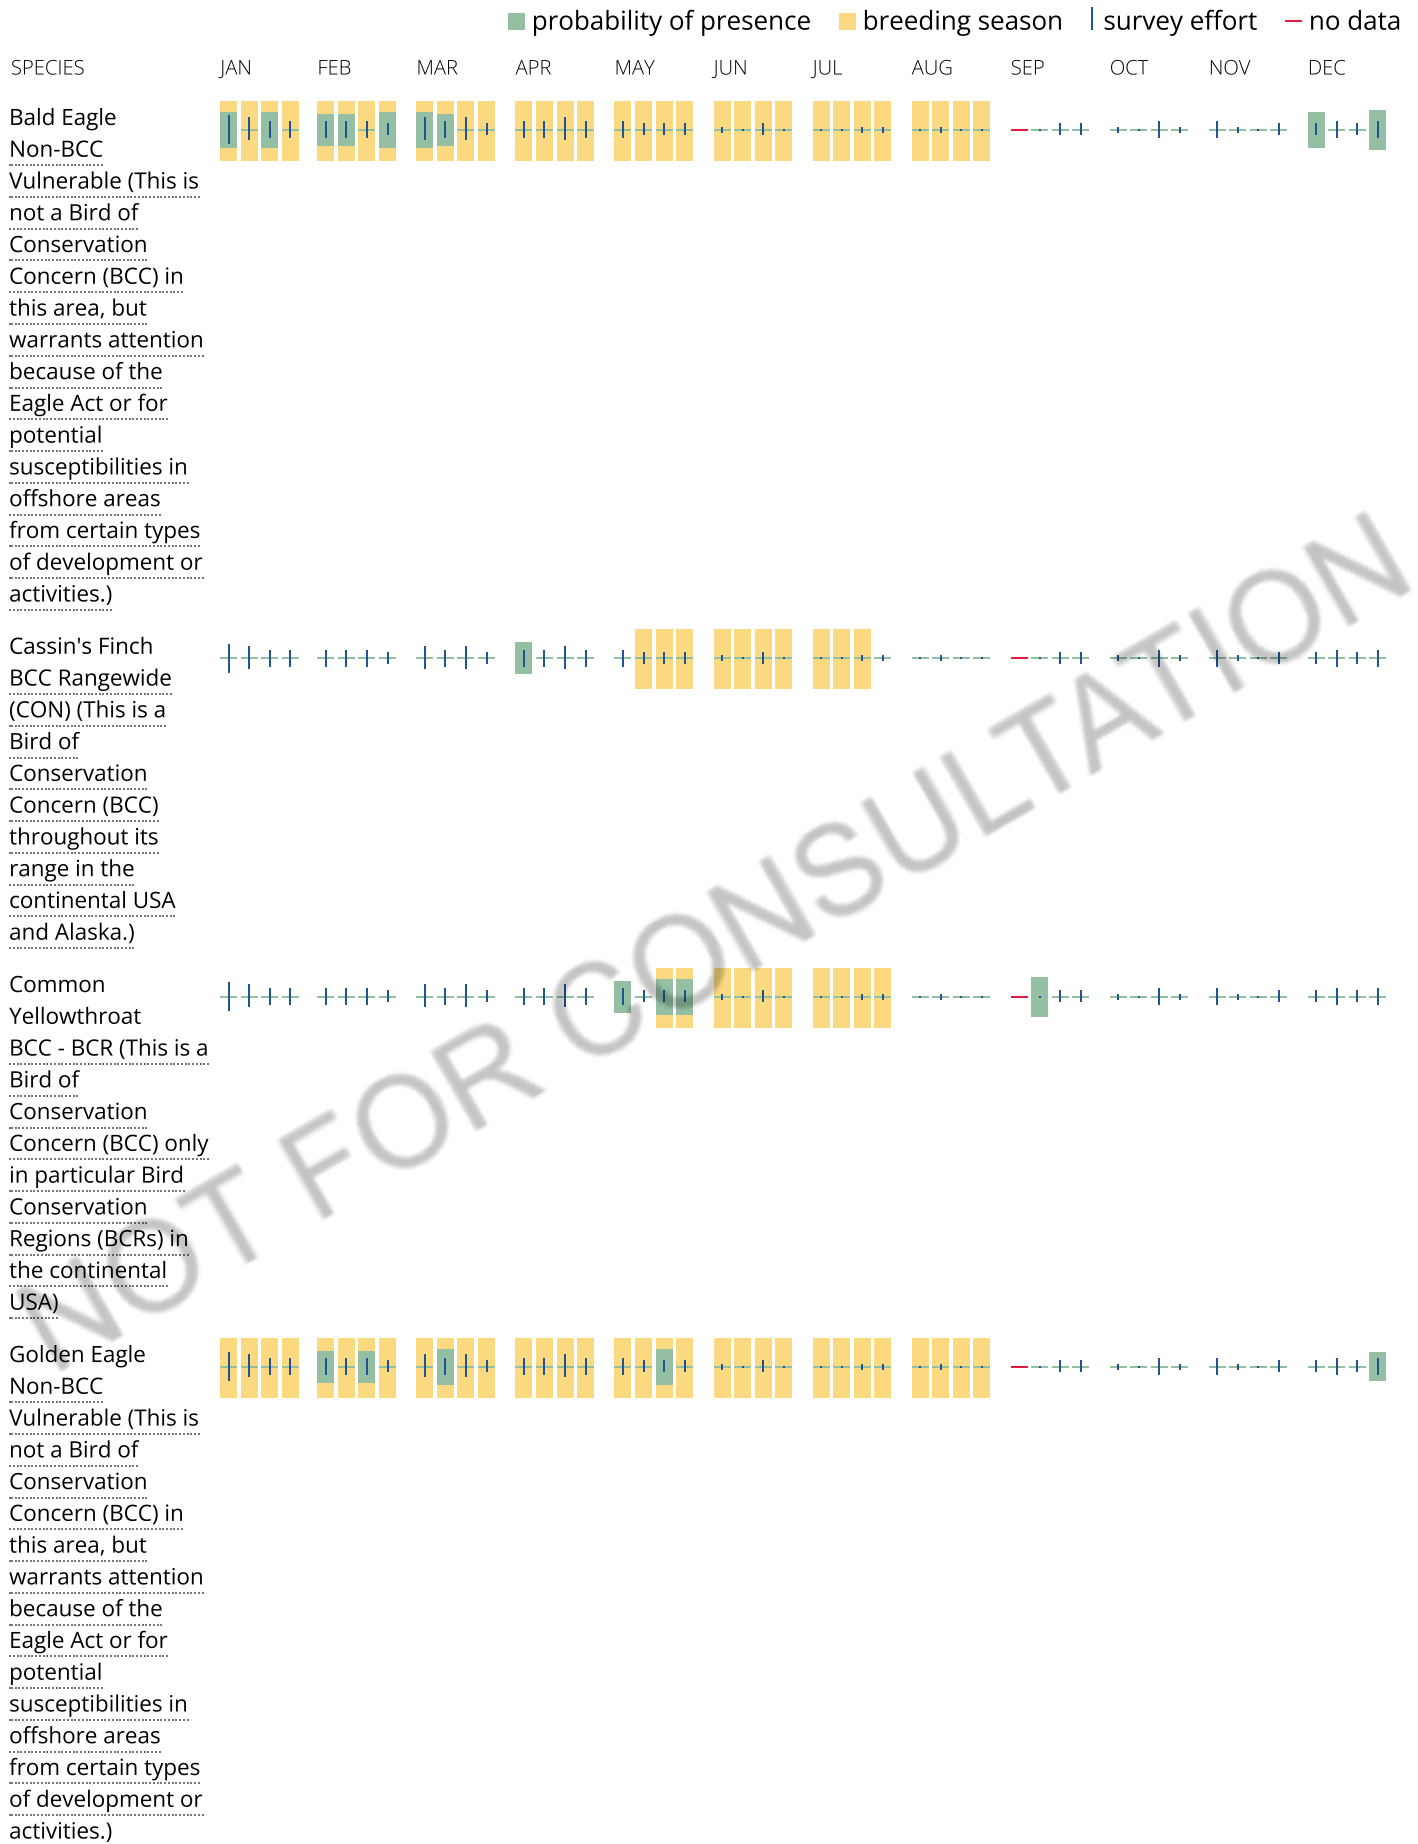 probability of presence breeding season survey effort no data
SPECIES JAN FEB MAR APR MAY JUN JUL AUG SEP OCT NOV DEC
Bald Eagle
Non-BCC
Vulnerable (This is
not a Bird of
Conservation
Concern (BCC) in
this area, but
warrants attention
because of the
Eagle Act or for
potential
susceptibilities in
offshore areas
from certain types
of development or
activities.)
Cassin's Finch
BCC Rangewide
(CON) (This is a
Bird of
Conservation
Concern (BCC)
throughout its
range in the
continental USA
and Alaska.)
Common
Yellowthroat
BCC - BCR (This is a
Bird of
Conservation
Concern (BCC) only
in particular Bird
Conservation
Regions (BCRs) in
the continental
USA)
Golden Eagle
Non-BCC
Vulnerable (This is
not a Bird of
Conservation
Concern (BCC) in
this area, but
warrants attention
because of the
Eagle Act or for
potential
susceptibilities in
offshore areas
from certain types
of development or
activities.)
NOT FOR CONSULTATION